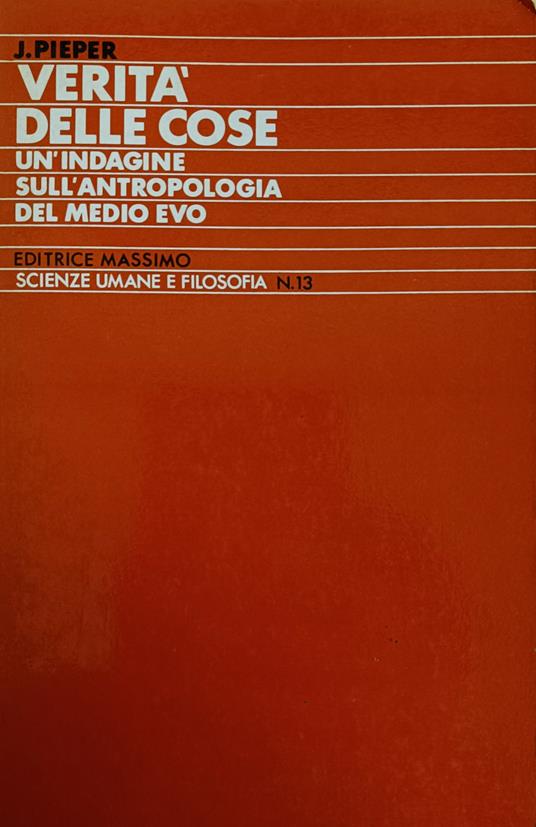 J. PIEPER
VERITA'
DELLE COSE
UN'INDAGINE
SULL'ANTROPOLOGIA
DEL MEDIO EVO
EDITRICE MASSIMO
SCIENZE UMANE E FILOSOFIA N.13